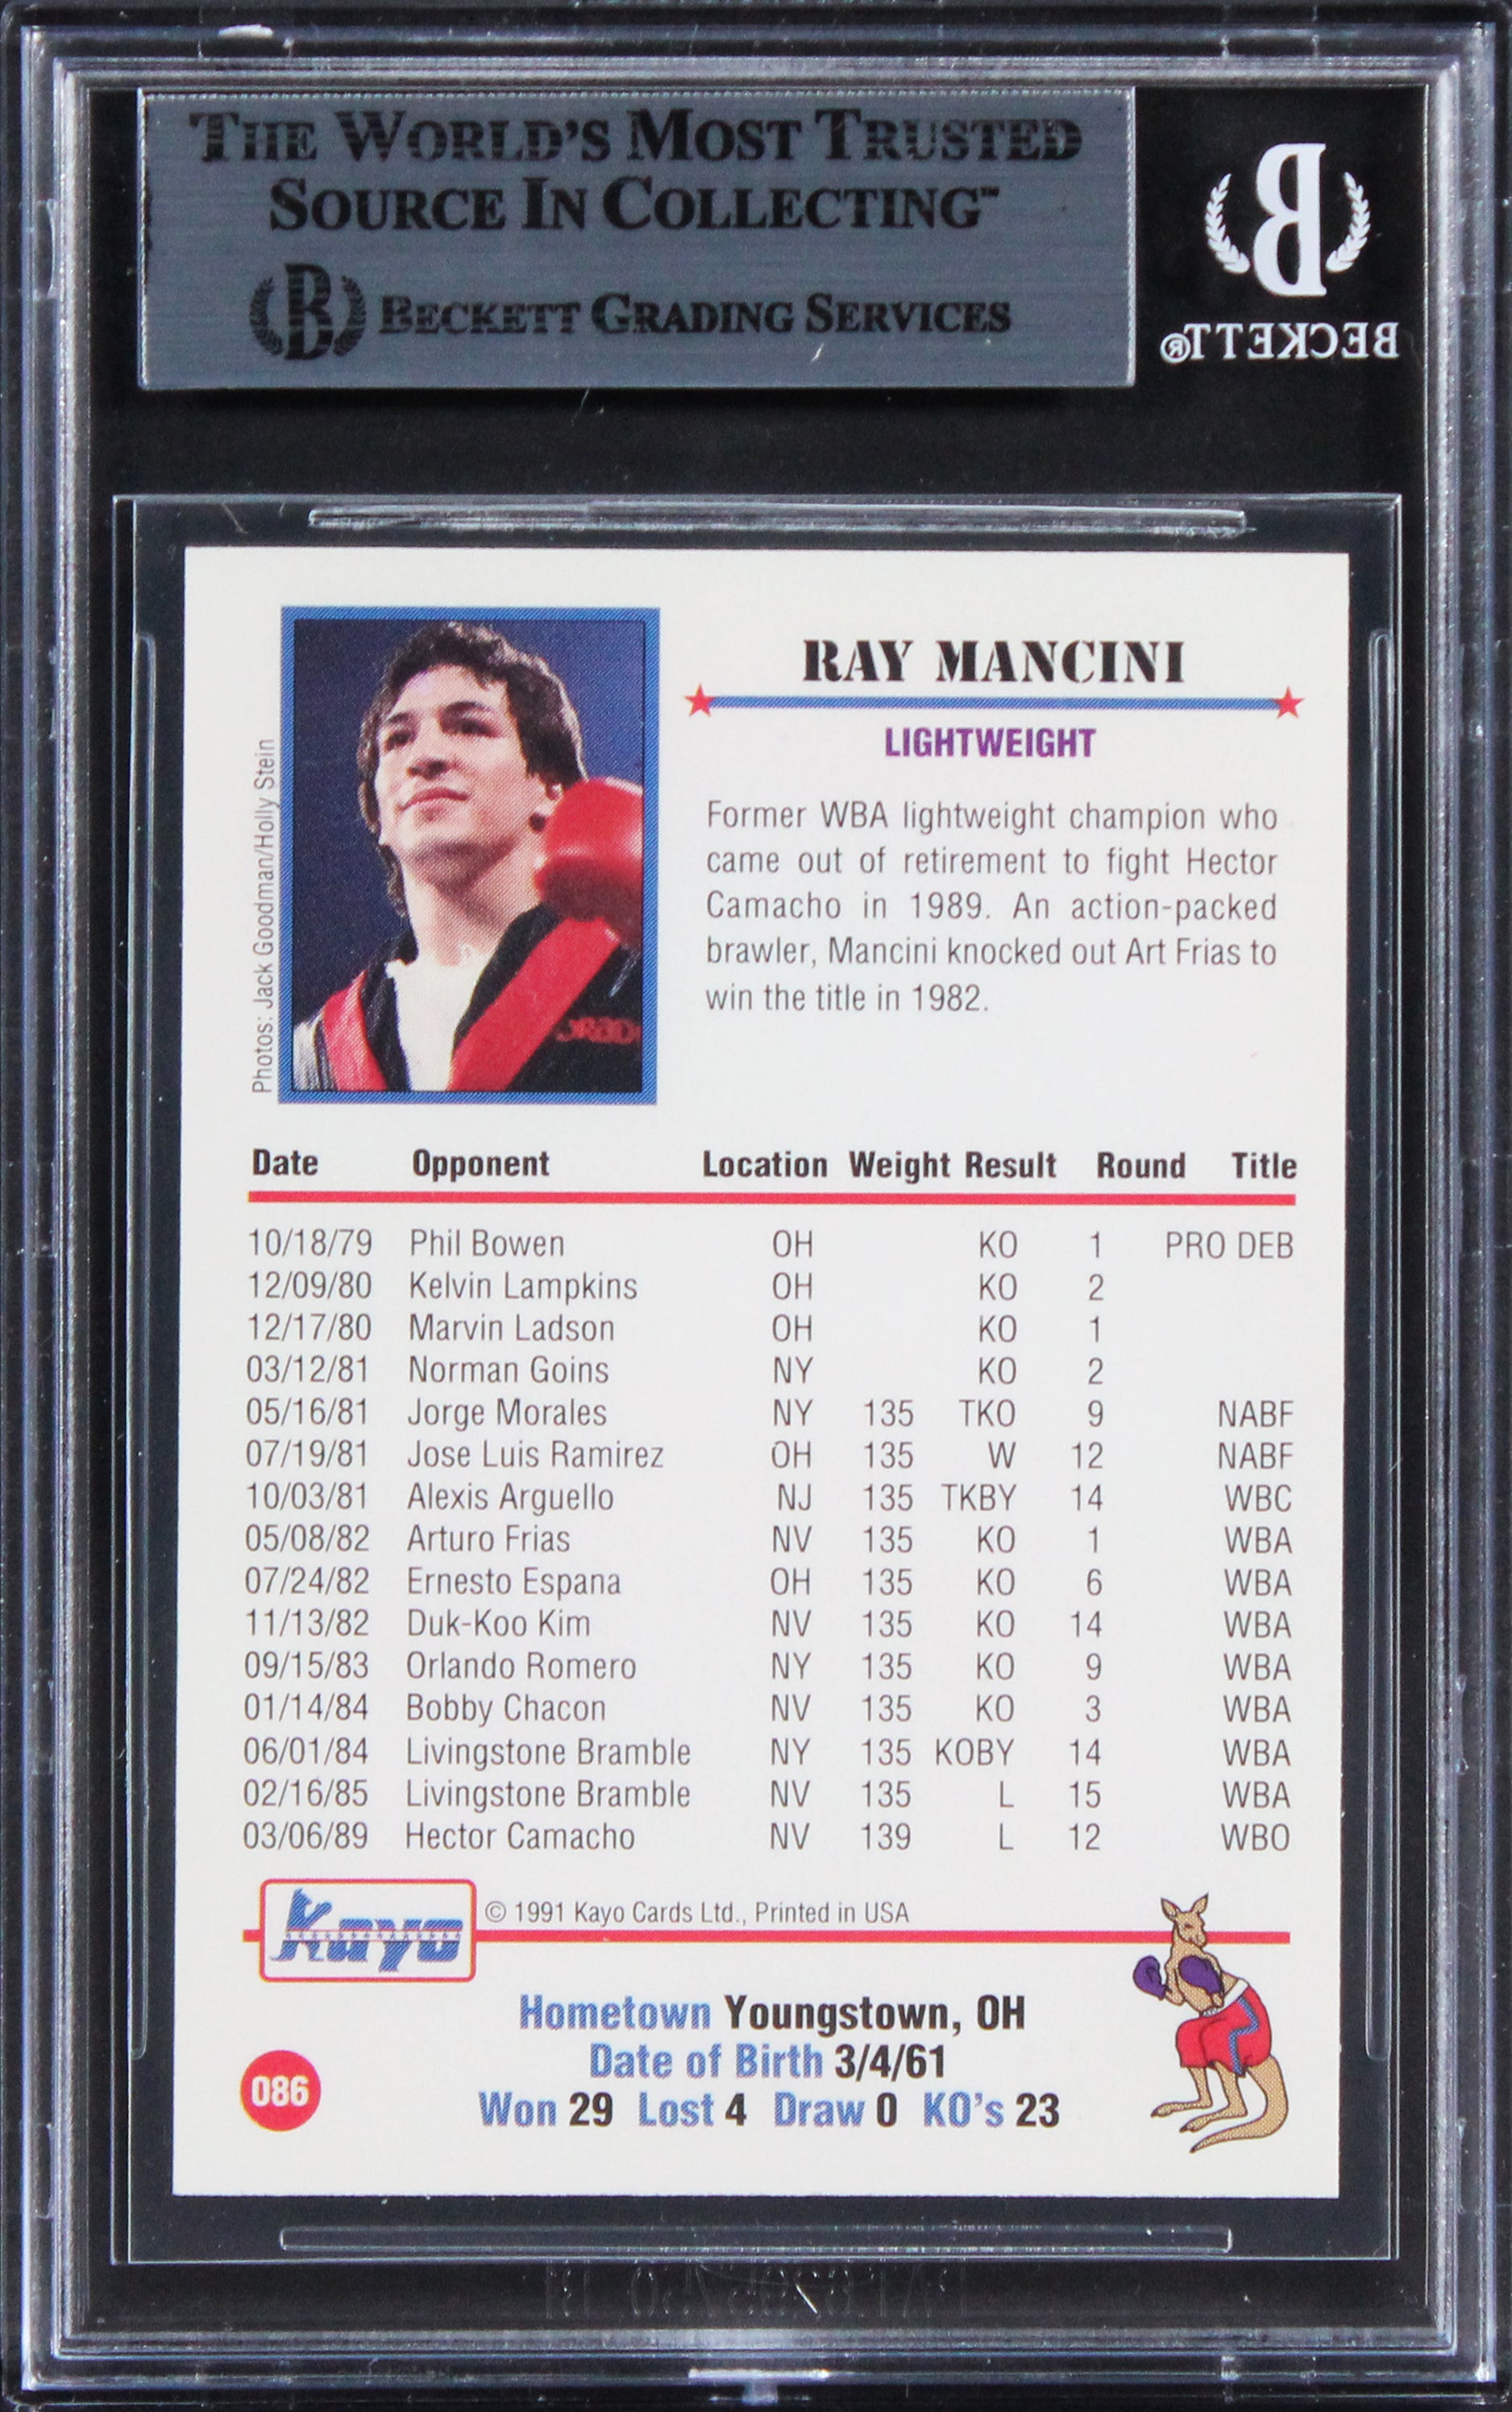 THE WORLD'S MOST TRUSTED
SOURCE IN COLLECTING™
B BECKETT GRADING SERVICES
B
BECKETT®
RAY MANCINI
LIGHTWEIGHT
Former WBA lightweight champion who
came out of retirement to fight Hector
Camacho in 1989. An action-packed
brawler, Mancini knocked out Art Frias to
win the title in 1982.
Photos: Jack Goodman/Holly Stein
Date Opponent Location Weight Result Round Title
10/18/79 Phil Bowen OH KO 1 PRO DEB
12/09/80 Kelvin Lampkins OH KO 2
12/17/80 Marvin Ladson OH KO 1
03/12/81 Norman Goins NY KO 2
05/16/81 Jorge Morales NY 135 TKO 9 NABF
07/19/81 Jose Luis Ramirez OH 135 W 12 NABF
10/03/81 Alexis Arguello NJ 135 TKBY 14 WBC
05/08/82 Arturo Frias NV 135 KO 1 WBA
07/24/82 Ernesto Espana OH 135 KO 6 WBA
11/13/82 Duk-Koo Kim NV 135 KO 14 WBA
09/15/83 Orlando Romero NY 135 KO 9 WBA
01/14/84 Bobby Chacon NV 135 KO 3 WBA
06/01/84 Livingstone Bramble NY 135 KOBY 14 WBA
02/16/85 Livingstone Bramble NV 135 L 15 WBA
03/06/89 Hector Camacho NV 139 L 12 WBO
Kayo © 1991 Kayo Cards Ltd., Printed in USA
Hometown Youngstown, OH
Date of Birth 3/4/61
086 Won 29 Lost 4 Draw 0 KO's 23